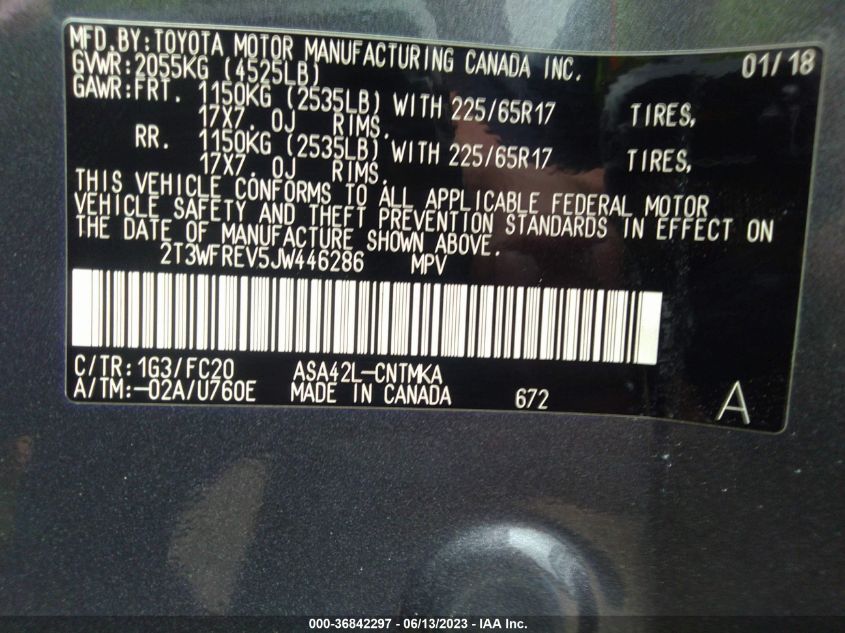 MFD.BY:TOYOTA MOTOR MANUFACTURING CANADA INC. 01/18
GVWR:2055KG (4525LB)
GAWR:FRT. 1150KG (2535LB) WITH 225/65R17 TIRES,
17X7.0J RIMS.
RR. 1150KG (2535LB) WITH 225/65R17 TIRES,
17X7.0J RIMS.
THIS VEHICLE CONFORMS TO ALL APPLICABLE FEDERAL MOTOR
VEHICLE SAFETY AND THEFT PREVENTION STANDARDS IN EFFECT ON
THE DATE OF MANUFACTURE SHOWN ABOVE.
2T3WFREV5JW446286 MPV
C/TR:1G3/FC20 ASA42L-CNTMKA
A/TM:-02A/U760E MADE IN CANADA 672 A
000-36842297 - 06/13/2023 - IAA Inc.